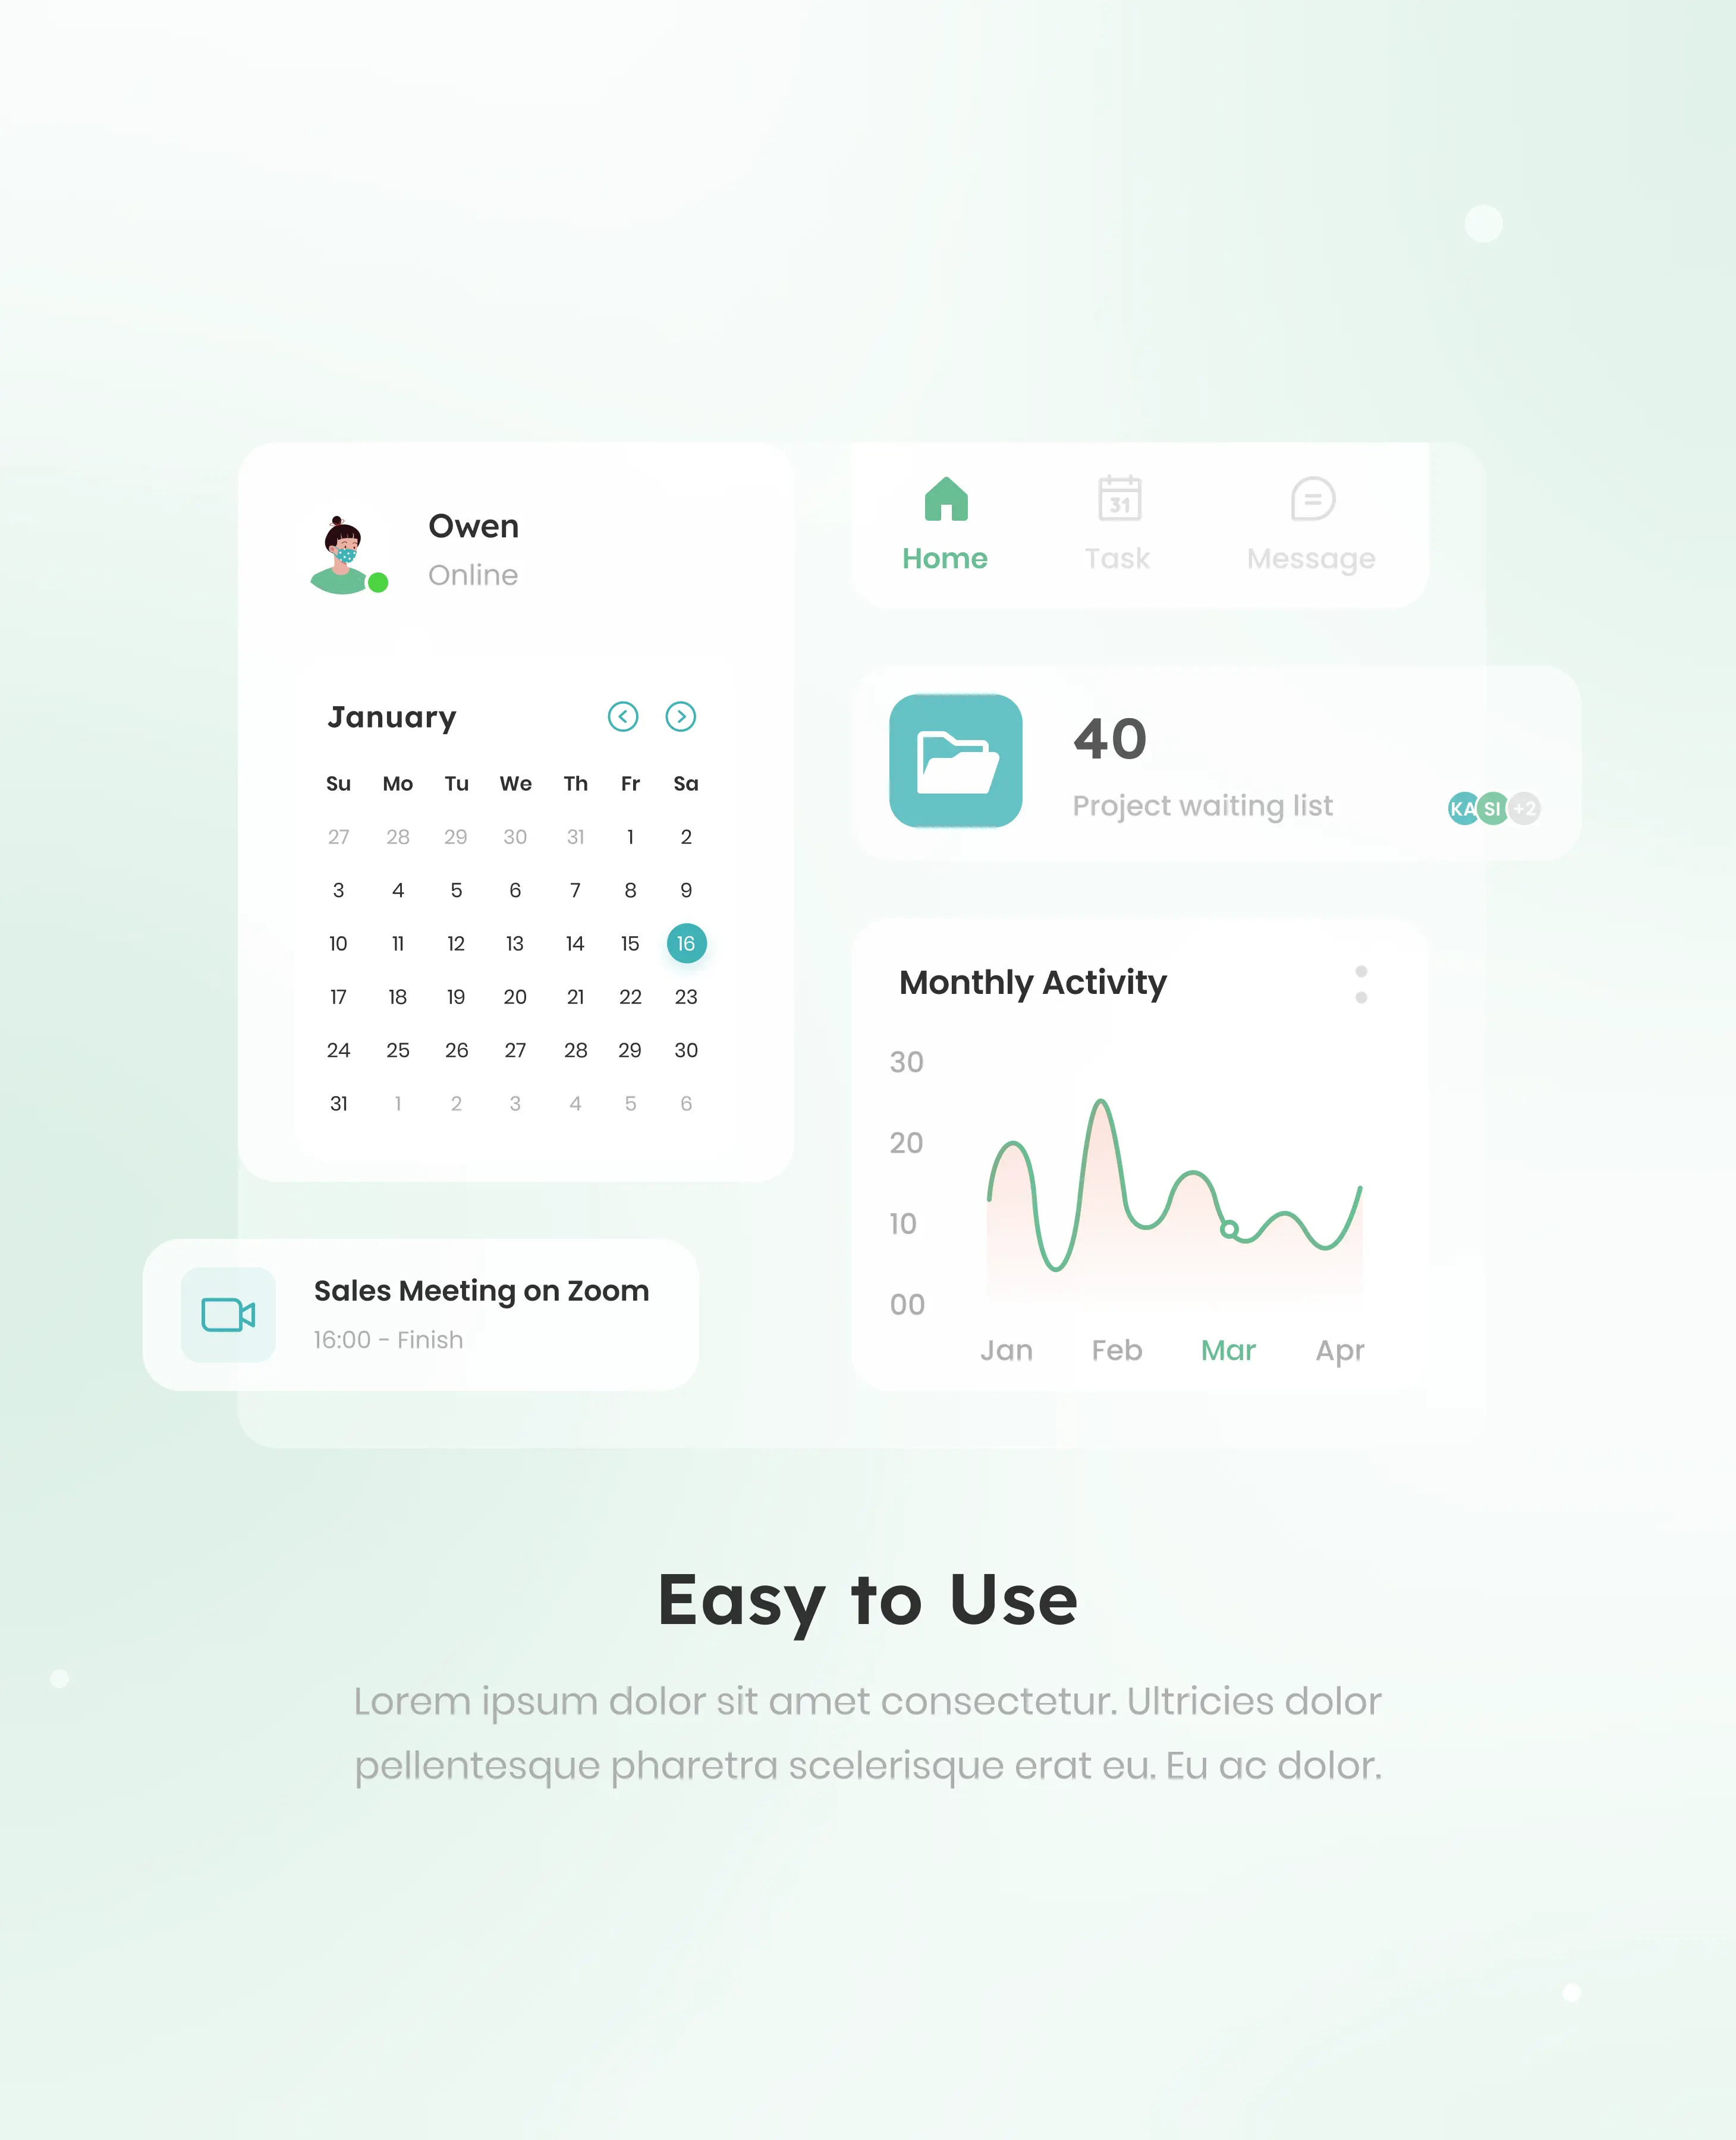 Owen
Online
January
Su Mo Tu We Th Fr Sa
27 28 29 30 31 1 2
3 4 5 6 7 8 9
10 11 12 13 14 15 16
17 18 19 20 21 22 23
24 25 26 27 28 29 30
31 1 2 3 4 5 6
Sales Meeting on Zoom
16:00 - Finish
31
Home Task Message
40
Project waiting list
KA SI +2
Monthly Activity
30
20
10
00
Jan Feb Mar Apr
Easy to Use
Lorem ipsum dolor sit amet consectetur. Ultricies dolor
pellentesque pharetra scelerisque erat eu. Eu ac dolor.